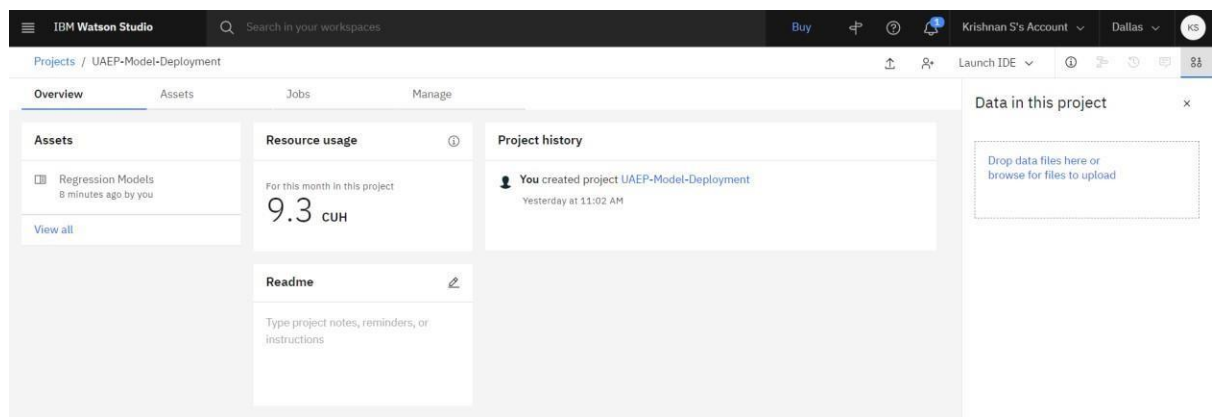 IBM Watson Studio
Search in your workspaces
Buy
1
Krishnan S's Account
Dallas
KS
Projects / UAEP-Model-Deployment
Launch IDE
Overview
Assets
Jobs
Manage
Data in this project
Drop data files here or
browse for files to upload
Assets
Regression Models
8 minutes ago by you
View all
Resource usage
For this month in this project
9.3 CUH
Project history
You created project UAEP-Model-Deployment
Yesterday at 11:02 AM
Readme
Type project notes, reminders, or
instructions